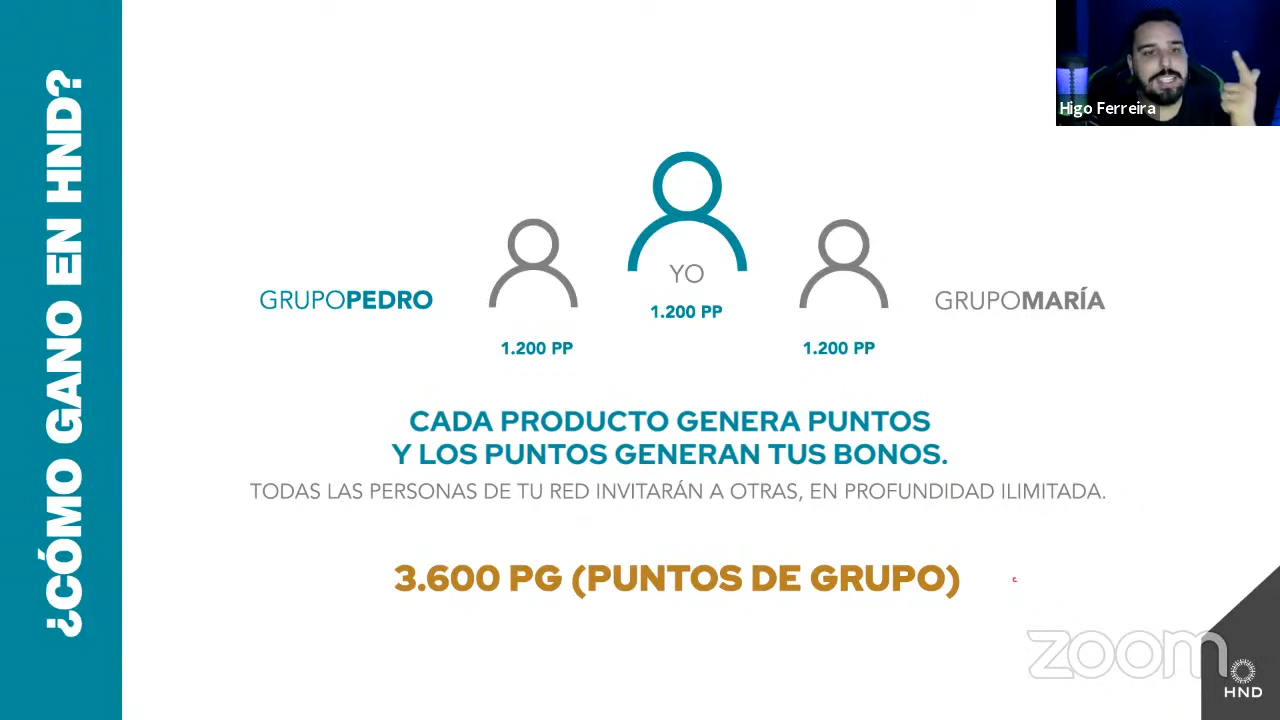 ¿CÓMO GANO EN HND?
Higo Ferreira
YO
GRUPOPEDRO
GRUPOMARÍA
1.200 PP
1.200 PP
1.200 PP
CADA PRODUCTO GENERA PUNTOS
Y LOS PUNTOS GENERAN TUS BONOS.
TODAS LAS PERSONAS DE TU RED INVITARÁN A OTRAS, EN PROFUNDIDAD ILIMITADA.
3.600 PG (PUNTOS DE GRUPO)
zoom
HND